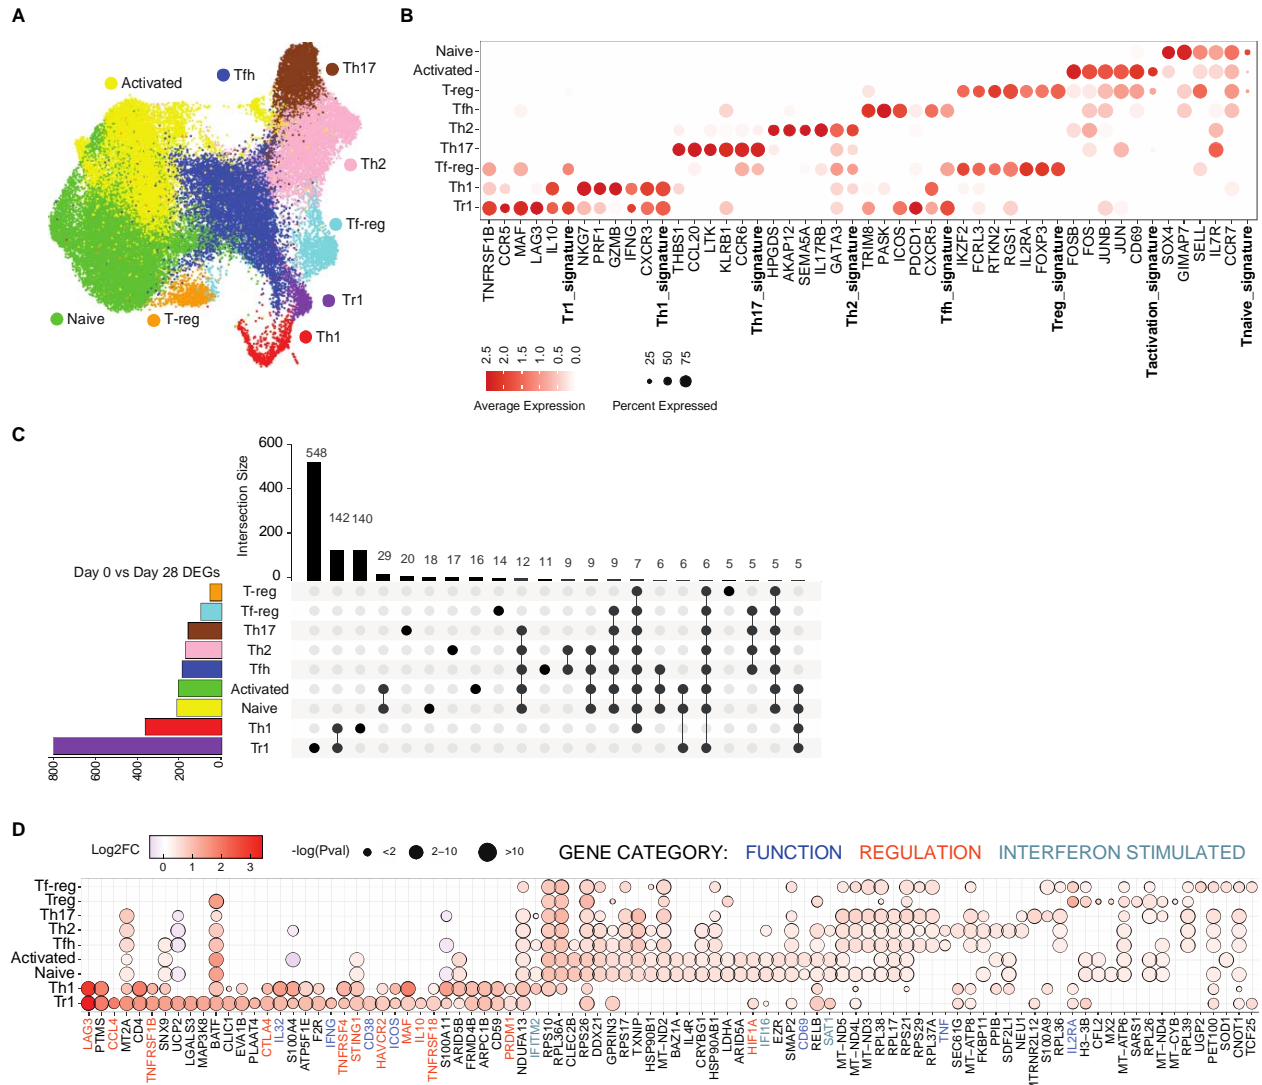 A
Activated
Tfh
Th17
Th2
Tf-reg
Tr1
Th1
Naive
T-reg
B
Naive
Activated
T-reg
Tfh
Th2
Th17
Tf-reg
Th1
Tr1
TNFRSF1B
CCR5
MAF
LAG3
IL10
Tr1_signature
NKG7
PRF1
GZMB
IFNG
CXCR3
Th1_signature
THBS1
CCL20
LTK
KLRB1
CCR6
Th17_signature
HPGDS
AKAP12
SEMA5A
IL17RB
GATA3
Th2_signature
TRIM8
PASK
ICOS
PDCD1
CXCR5
Tfh_signature
IKZF2
FCRL3
RTKN2
RGS1
IL2RA
FOXP3
Treg_signature
FOSB
FOS
JUNB
JUN
CD69
Tactivation_signature
SOX4
GIMAP7
SELL
IL7R
CCR7
Tnaive_signature
2.5 2.0 1.5 1.0 0.5 0.0
Average Expression
25 50 75
Percent Expressed
C
Intersection Size
600
400
200
0
548 142 140 29 20 18 17 16 14 12 11 9 9 9 7 6 6 6 5 5 5 5
Day 0 vs Day 28 DEGs
T-reg
Tf-reg
Th17
Th2
Tfh
Activated
Naive
Th1
Tr1
800 600 400 200 0
D
Log2FC
0 1 2 3
-log(Pval) <2 2-10 >10
GENE CATEGORY: FUNCTION REGULATION INTERFERON STIMULATED
Tf-reg
Treg
Th17
Th2
Tfh
Activated
Naive
Th1
Tr1
LAG3
PTMS
CCL4
MT2A
CD4
TNFRSF1B
SNX9
UCP2
LGALS3
MAP3K8
BATF
CLIC1
EVA1B
PLAAT4
CTLA4
IL32
S100A4
ATP5F1E
F2R
IFNG
TNFRSF4
STING1
CD38
HAVCR2
ICOS
MAF
IL10
TNFRSF18
S100A11
ARID5B
FRMD4B
ARPC1B
CD59
PRDM1
NDUFA13
IFITM2
RPS10
RPL36A
CLEC2B
RPS26
DDX21
GPRIN3
RPS17
TXNIP
HSP90B1
MT-ND2
BAZ1A
IL4R
CRYBG1
HSP90AB1
LDHA
ARID5A
HIF1A
IFI16
EZR
SMAP2
CD69
RELB
SAT1
MT-ND5
MT-ND4L
MT-ND3
RPL38
RPL17
RPS21
RPS29
RPL37A
TNF
SEC61G
MT-ATP8
FKBP11
PPIB
SDF2L1
NEU1
MTRNR2L12
S100A9
RPL36
IL2RA
H3-3B
CFL2
MX2
MT-ATP6
SARS1
RPL26
MT-ND4
MT-CYB
RPL39
UGP2
PET100
SOD1
CNOT1
TCF25